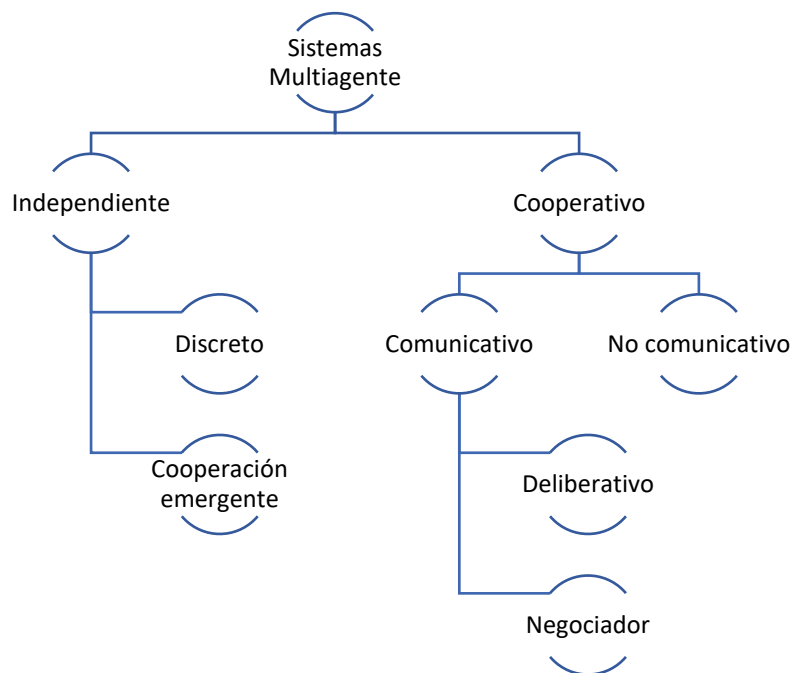 Sistemas
Multiagente
Independiente
Cooperativo
Discreto
Comunicativo
No comunicativo
Cooperación
emergente
Deliberativo
Negociador